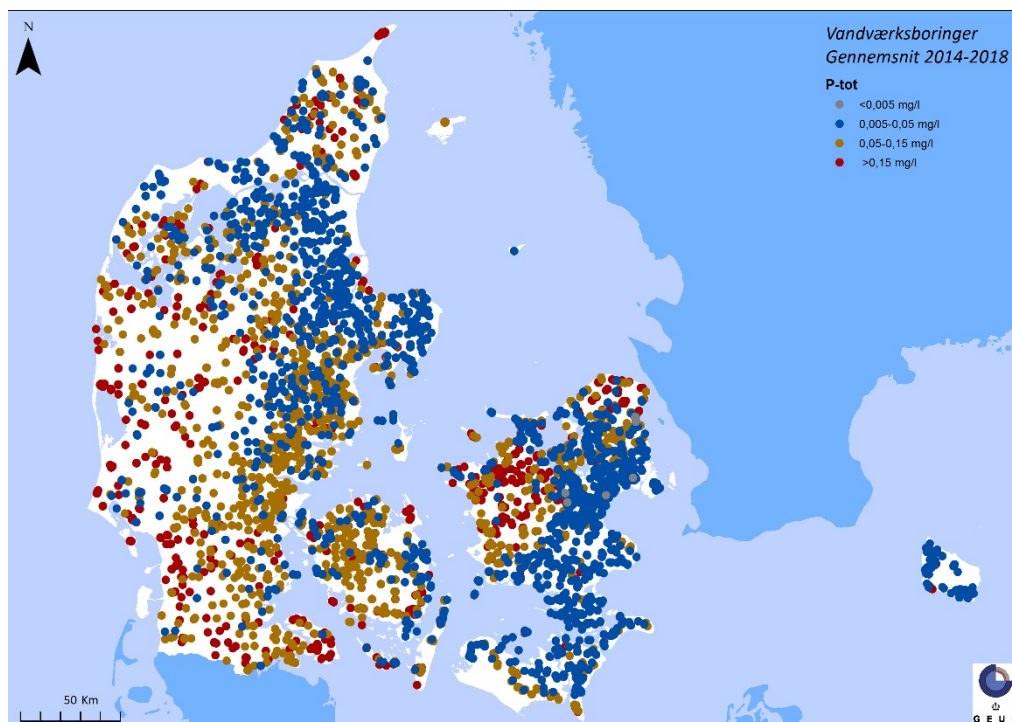 N
Vandværksboringer
Gennemsnit 2014-2018
P-tot
<0,005 mg/l
0,005-0,05 mg/l
0,05-0,15 mg/l
>0,15 mg/l
50 Km
G E U